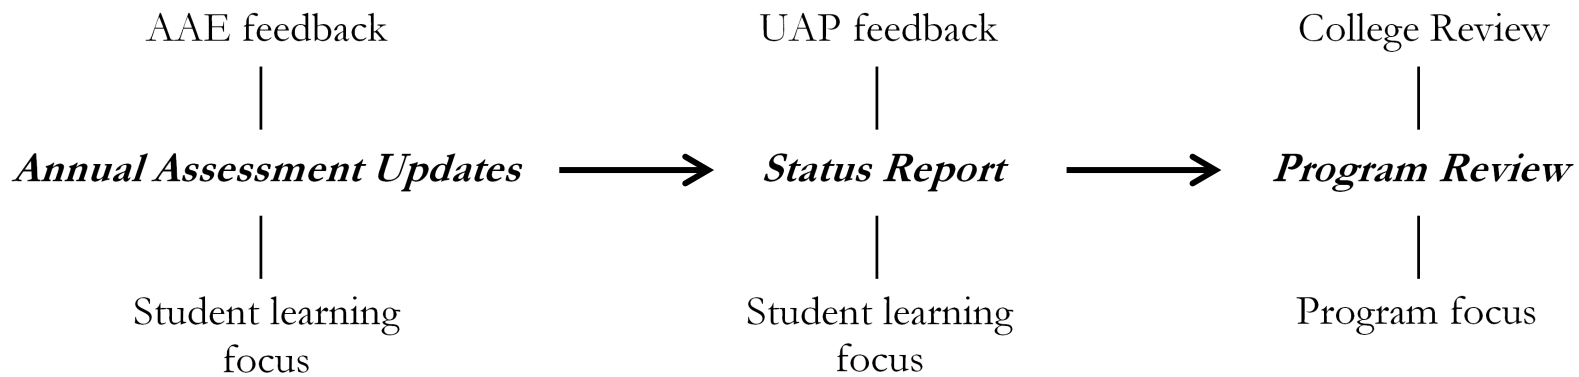 AAE feedback
UAP feedback
College Review
Annual Assessment Updates
Status Report
Program Review
Student learning
focus
Student learning
focus
Program focus